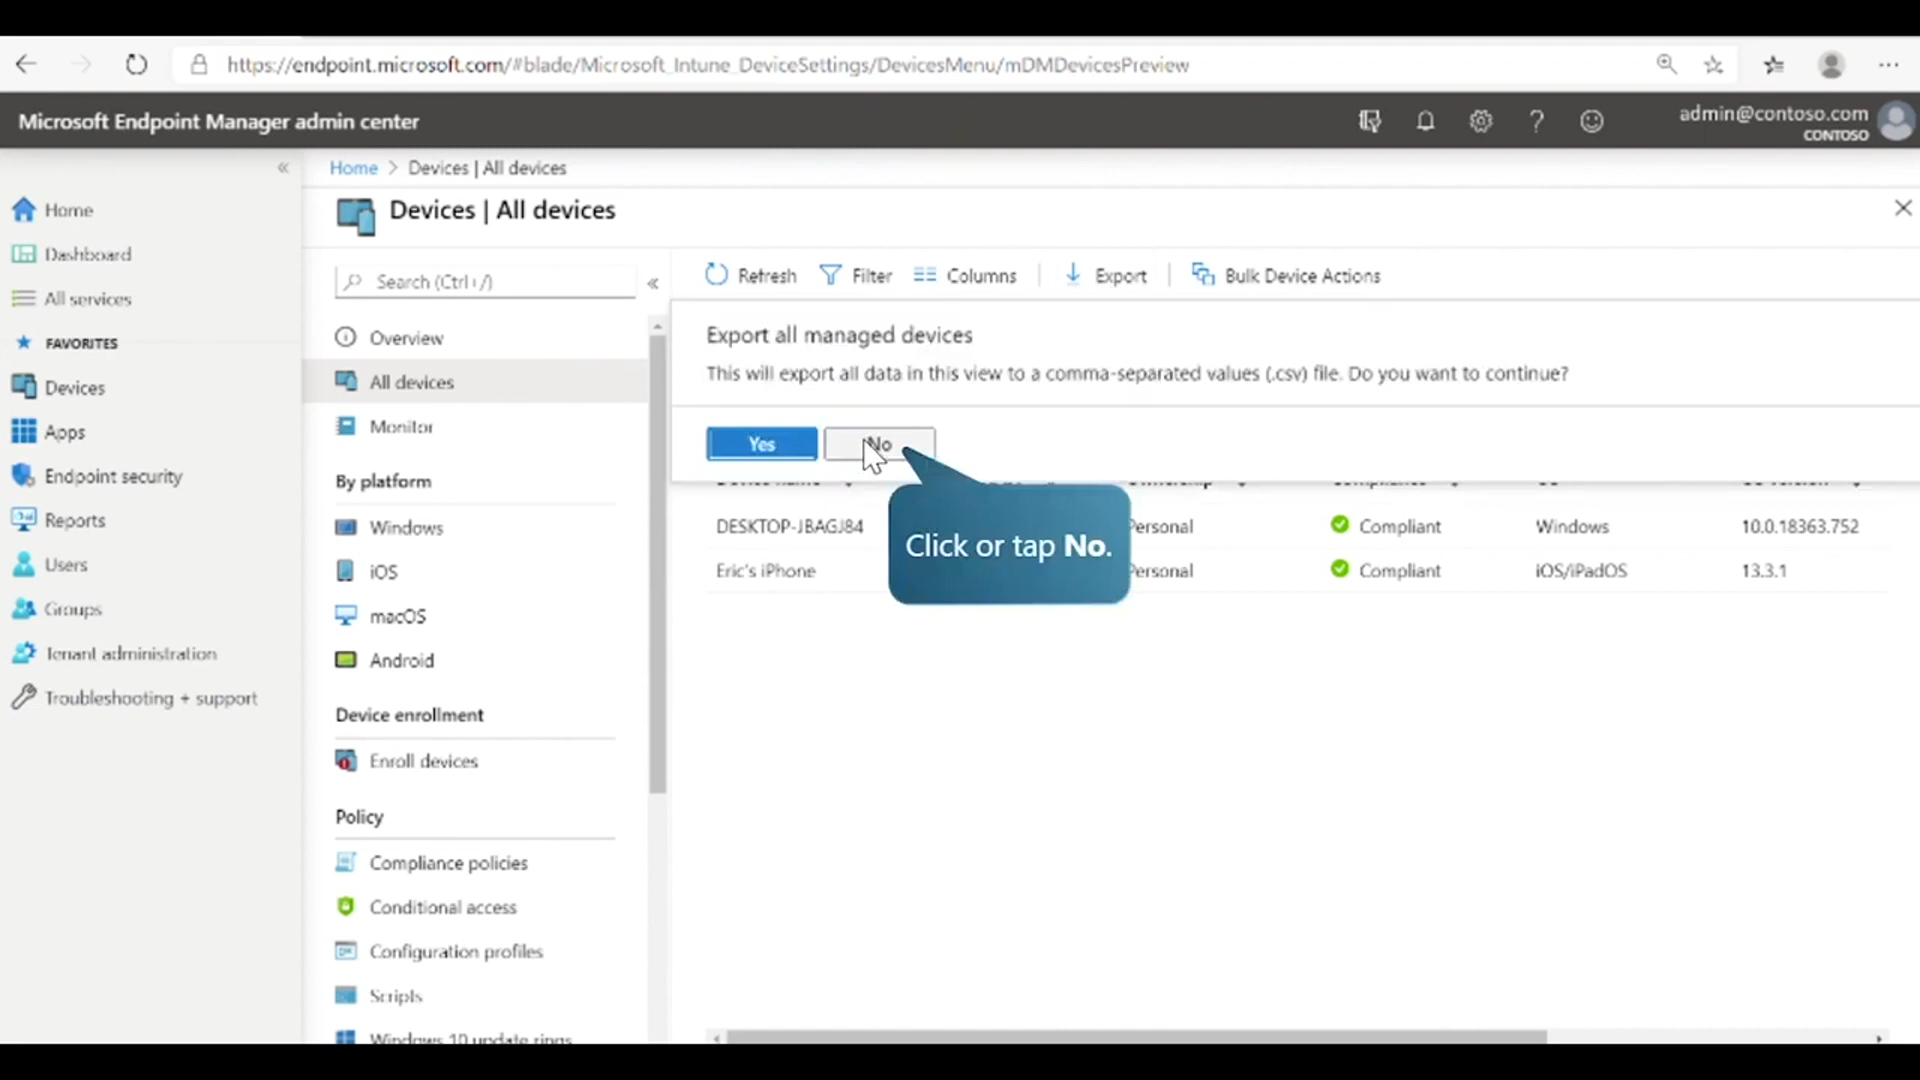 https://endpoint.microsoft.com/#blade/Microsoft_Intune_DeviceSettings/DevicesMenu/mDMDevicesPreview
Microsoft Endpoint Manager admin center
admin@contoso.com
CONTOSO
Home > Devices | All devices
Devices | All devices
Home
Dashboard
All services
FAVORITES
Devices
Apps
Endpoint security
Reports
Users
Groups
Tenant administration
Troubleshooting + support
Search (Ctrl+/)
Overview
All devices
Monitor
By platform
Windows
iOS
macOS
Android
Device enrollment
Enroll devices
Policy
Compliance policies
Conditional access
Configuration profiles
Scripts
Windows 10 update rings
Refresh Filter Columns Export Bulk Device Actions
Export all managed devices
This will export all data in this view to a comma-separated values (.csv) file. Do you want to continue?
Yes No
Click or tap No.
DESKTOP-JBAGJ84 Personal Compliant Windows 10.0.18363.752
Eric's iPhone Personal Compliant iOS/iPadOS 13.3.1